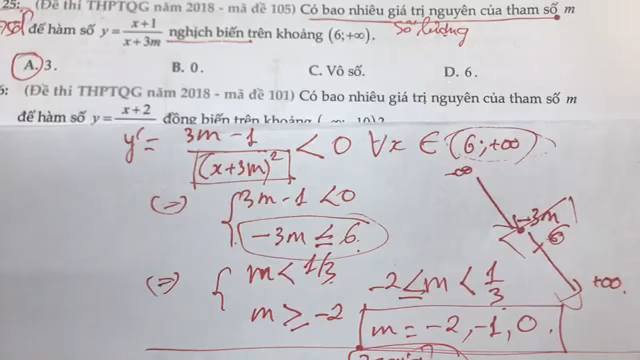 25: (Đề thi THPTQG năm 2018 - mã đề 105) Có bao nhiêu giá trị nguyên của tham số m
số lượng
để hàm số y = (x+1)/(x+3m) nghịch biến trên khoảng (6;+∞).
A. 3. B. 0. C. Vô số. D. 6.
6: (Đề thi THPTQG năm 2018 - mã đề 101) Có bao nhiêu giá trị nguyên của tham số m
để hàm số y = x+2 đồng biến trên khoảng
y' = (3m-1)/(x+3m)² < 0 ∀x ∈ (6;+∞)
-∞
(=) { 3m-1 < 0
-3m ≤ 6
-3m
6
+∞
(=) { m < 1/3
m ≥ -2
-2 ≤ m < 1/3
m = -2, -1, 0.